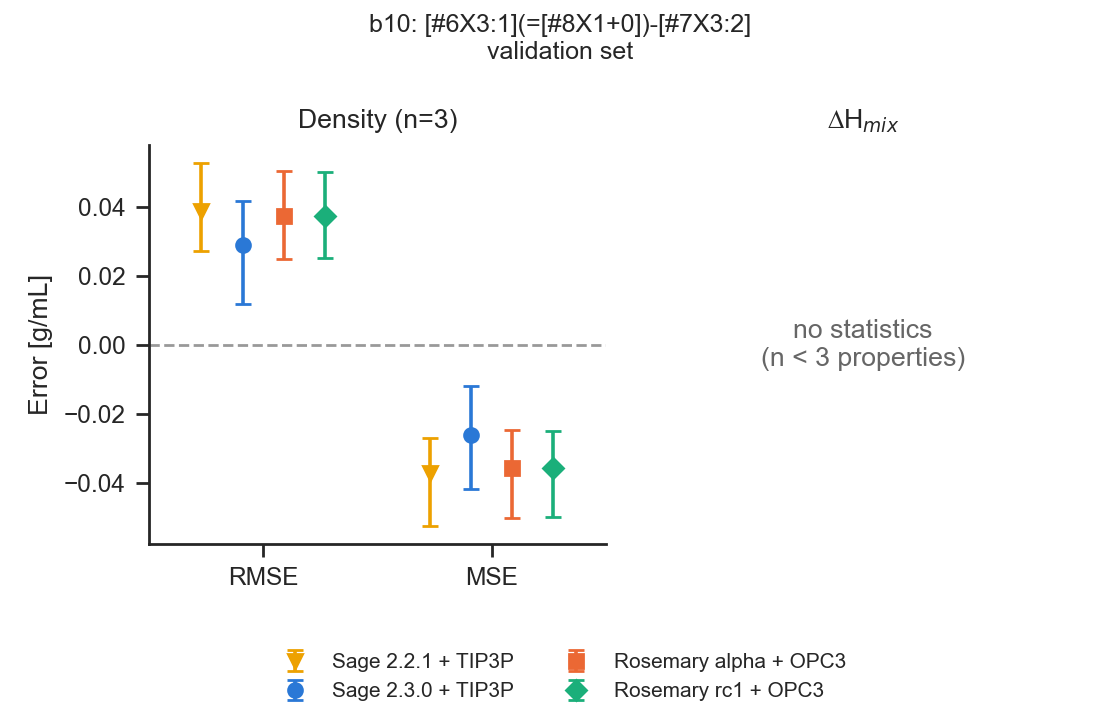 b10: [#6X3:1](=[#8X1+0])-[#7X3:2]
validation set
Density (n=3)
ΔH_mix
Error [g/mL]
0.04
0.02
0.00
−0.02
−0.04
RMSE
MSE
no statistics
(n < 3 properties)
Sage 2.2.1 + TIP3P
Sage 2.3.0 + TIP3P
Rosemary alpha + OPC3
Rosemary rc1 + OPC3